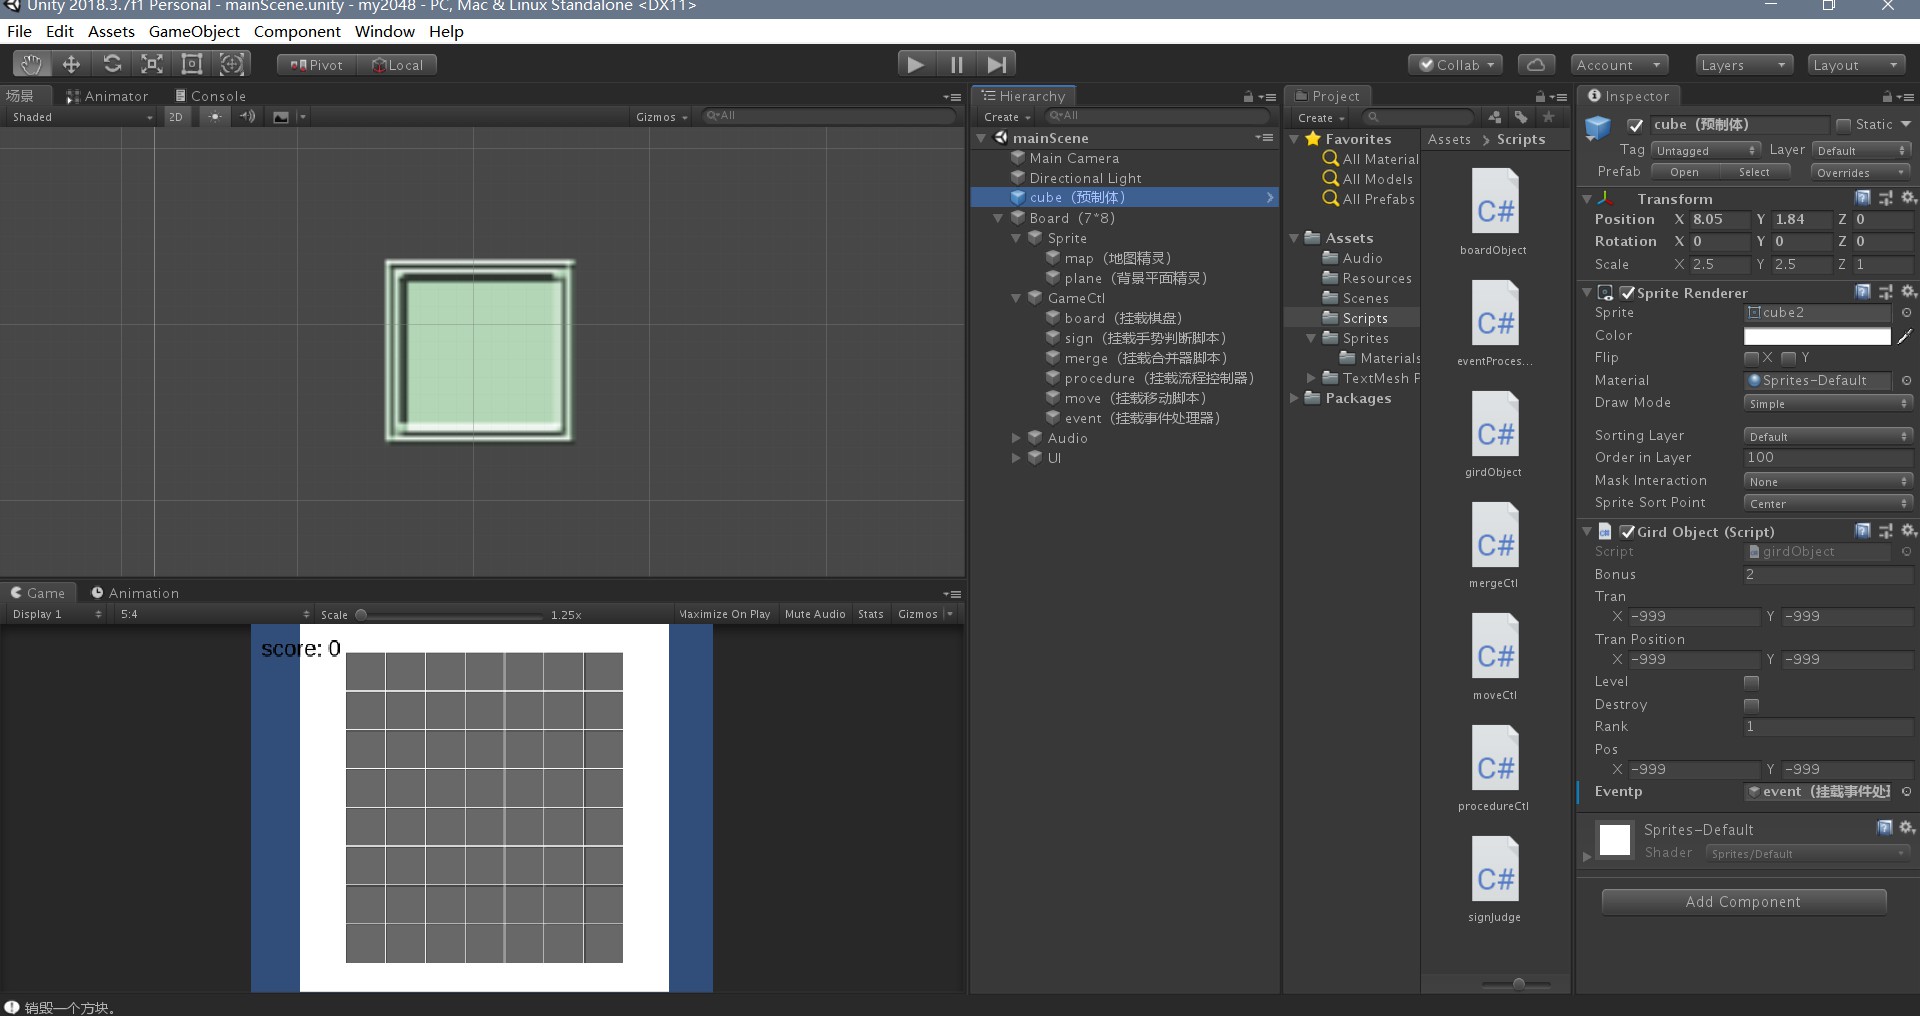 Unity 2018.3.7f1 Personal - mainScene.unity - my2048 - PC, Mac & Linux Standalone <DX11>
File Edit Assets GameObject Component Window Help
Pivot Local
Collab Account Layers Layout
场景 Animator Console
Shaded 2D Gizmos All
Hierarchy
Create All
mainScene
Main Camera
Directional Light
cube（预制体）
Board（7*8）
Sprite
map（地图精灵）
plane（背景平面精灵）
GameCtl
board（挂载棋盘）
sign（挂载手势判断脚本）
merge（挂载合并器脚本）
procedure（挂载流程控制器）
move（挂载移动脚本）
event（挂载事件处理器）
Audio
UI
Project
Create
Favorites
All Material
All Models
All Prefabs
Assets
Audio
Resources
Scenes
Scripts
Sprites
Materials
TextMesh P
Packages
Assets Scripts
C#
boardObject
C#
eventProces...
C#
girdObject
C#
mergeCtl
C#
moveCtl
C#
procedureCtl
C#
signJudge
Inspector
cube（预制体） Static
Tag Untagged Layer Default
Prefab Open Select Overrides
Transform
Position X 8.05 Y 1.84 Z 0
Rotation X 0 Y 0 Z 0
Scale X 2.5 Y 2.5 Z 1
Sprite Renderer
Sprite cube2
Color
Flip X Y
Material Sprites-Default
Draw Mode Simple
Sorting Layer Default
Order in Layer 100
Mask Interaction None
Sprite Sort Point Center
Gird Object (Script)
Script girdObject
Bonus 2
Tran
X -999 Y -999
Tran Position
X -999 Y -999
Level
Destroy
Rank 1
Pos
X -999 Y -999
Eventp event（挂载事件处理
Sprites-Default
Shader Sprites/Default
Add Component
Game Animation
Display 1 5:4 Scale 1.25x Maximize On Play Mute Audio Stats Gizmos
score: 0
销毁一个方块。